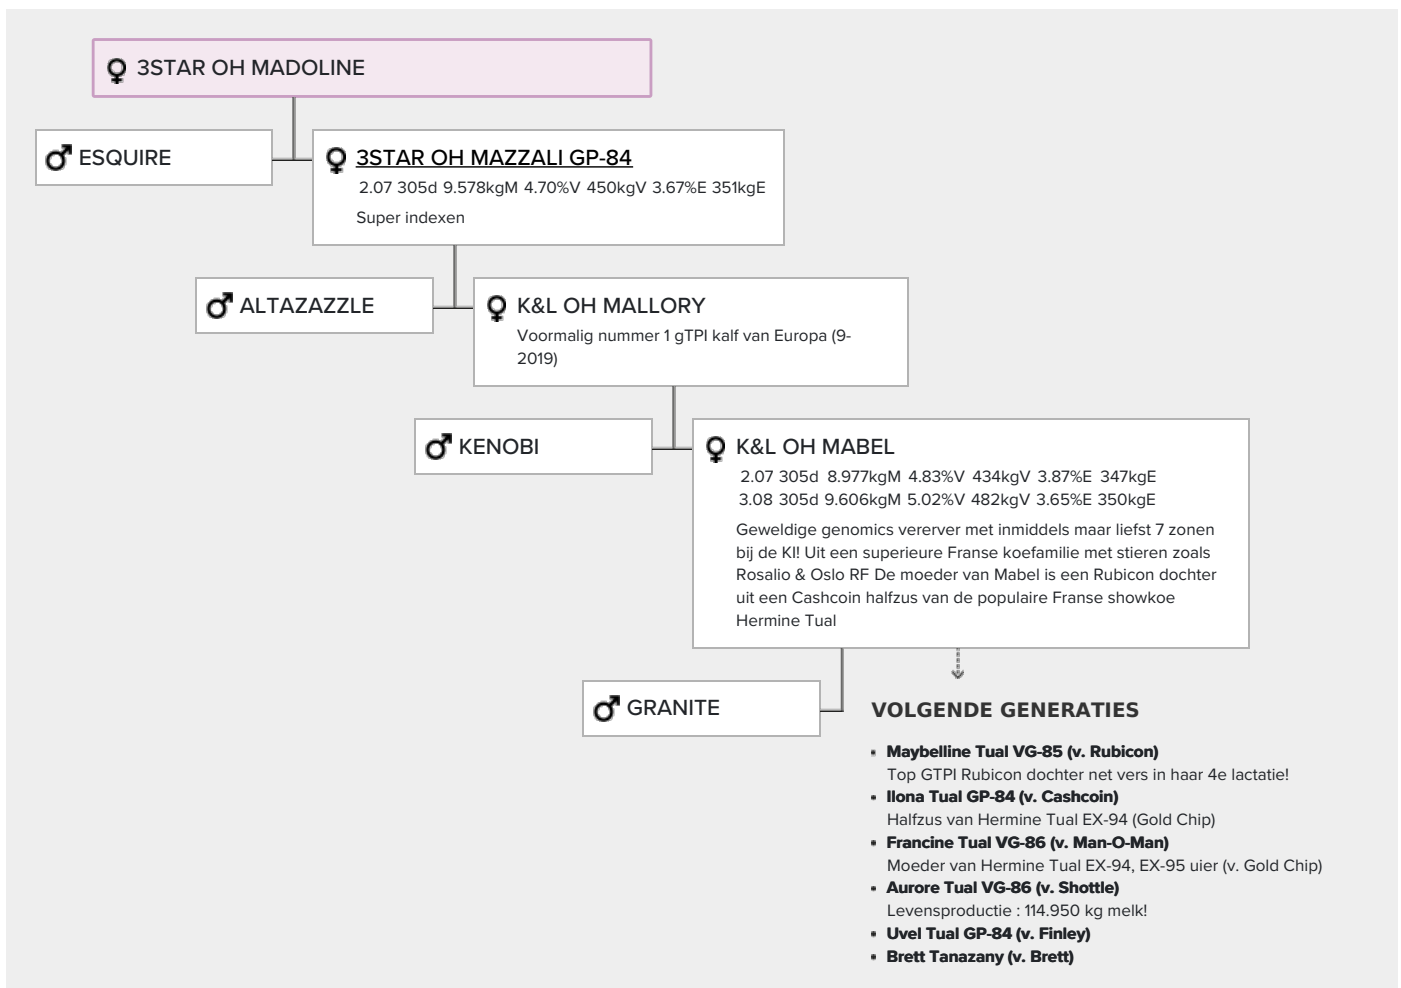 3STAR OH MADOLINE
ESQUIRE
3STAR OH MAZZALI GP-84
2.07 305d 9.578kgM 4.70%V 450kgV 3.67%E 351kgE
Super indexen
ALTAZAZZLE
K&L OH MALLORY
Voormalig nummer 1 gTPI kalf van Europa (9-
2019)
KENOBI
K&L OH MABEL
2.07 305d 8.977kgM 4.83%V 434kgV 3.87%E 347kgE
3.08 305d 9.606kgM 5.02%V 482kgV 3.65%E 350kgE
Geweldige genomics vererver met inmiddels maar liefst 7 zonen
bij de KI! Uit een superieure Franse koefamilie met stieren zoals
Rosalio & Oslo RF De moeder van Mabel is een Rubicon dochter
uit een Cashcoin halfzus van de populaire Franse showkoe
Hermine Tual
GRANITE
VOLGENDE GENERATIES
Maybelline Tual VG-85 (v. Rubicon)
Top GTPI Rubicon dochter net vers in haar 4e lactatie!
Ilona Tual GP-84 (v. Cashcoin)
Halfzus van Hermine Tual EX-94 (Gold Chip)
Francine Tual VG-86 (v. Man-O-Man)
Moeder van Hermine Tual EX-94, EX-95 uier (v. Gold Chip)
Aurore Tual VG-86 (v. Shottle)
Levensproductie : 114.950 kg melk!
Uvel Tual GP-84 (v. Finley)
Brett Tanazany (v. Brett)